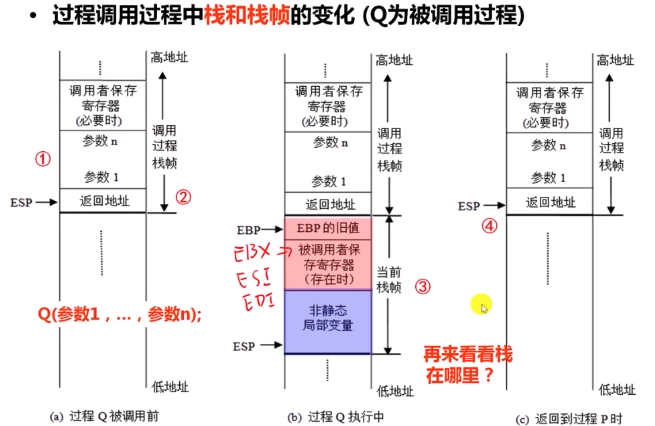 • 过程调用过程中栈和栈帧的变化 (Q为被调用过程)
高地址
调用者保存
寄存器
(必要时)
参数 n
参数 1
返回地址
ESP
①
②
调用
过程
栈帧
Q(参数1，…，参数n);
低地址
(a) 过程 Q 被调用前
高地址
调用者保存
寄存器
(必要时)
参数 n
参数 1
返回地址
调用
过程
栈帧
EBP
EBP 的旧值
被调用者保
存寄存器
(存在时)
EBX
ESI
EDI
非静态
局部变量
ESP
当前
栈帧
③
低地址
(b) 过程 Q 执行中
高地址
调用者保存
寄存器
(必要时)
参数 n
参数 1
返回地址
ESP
④
调用
过程
栈帧
再来看看栈
在哪里？
低地址
(c) 返回到过程 P 时